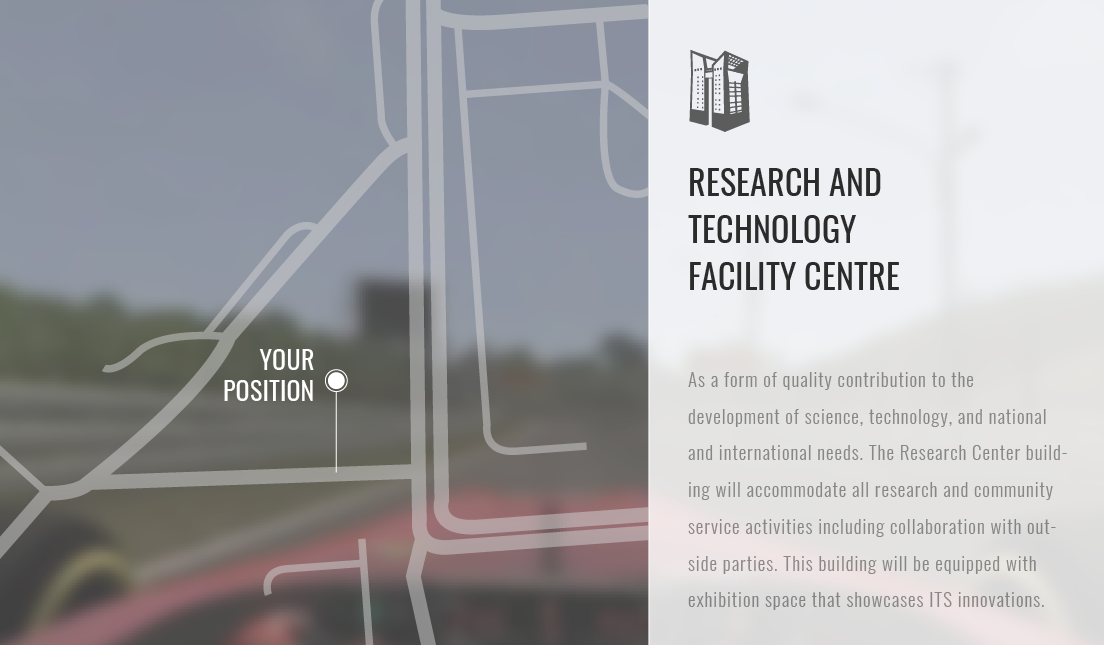 YOUR
POSITION
RESEARCH AND
TECHNOLOGY
FACILITY CENTRE
As a form of quality contribution to the
development of science, technology, and national
and international needs. The Research Center build-
ing will accommodate all research and community
service activities including collaboration with out-
side parties. This building will be equipped with
exhibition space that showcases ITS innovations.